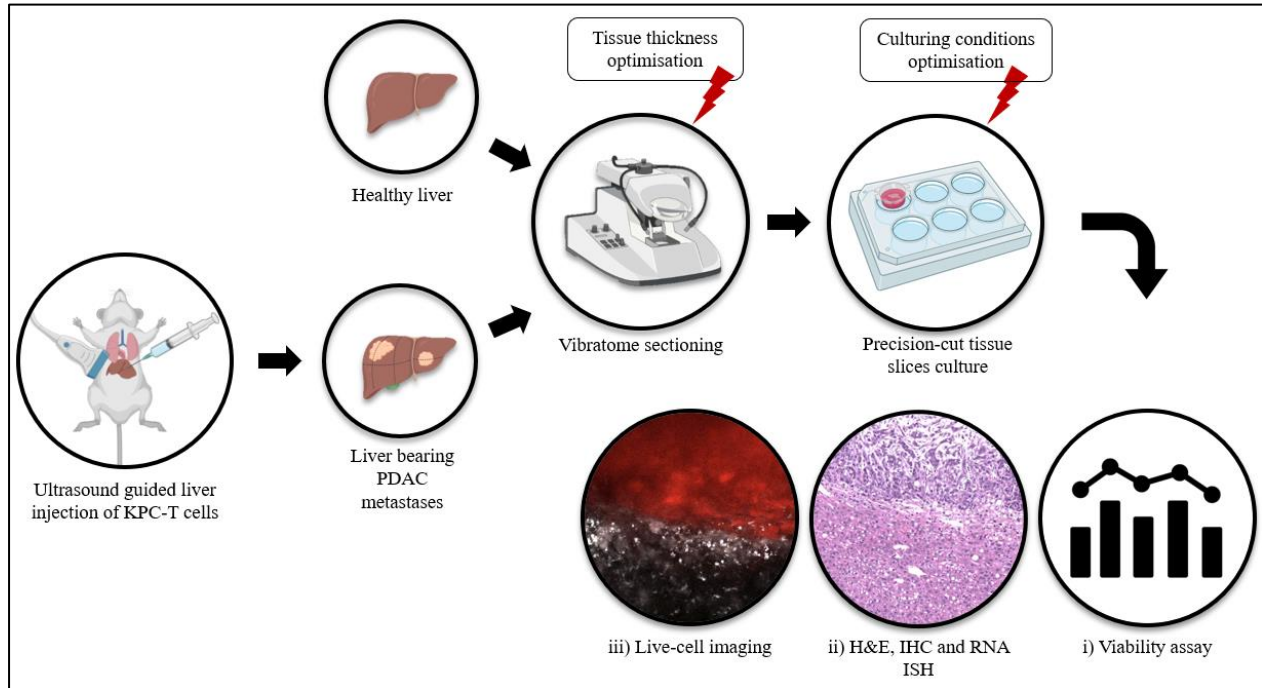 Tissue thickness
optimisation
Culturing conditions
optimisation
Healthy liver
Vibratome sectioning
Precision-cut tissue
slices culture
Ultrasound guided liver
injection of KPC-T cells
Liver bearing
PDAC
metastases
iii) Live-cell imaging
ii) H&E, IHC and RNA
ISH
i) Viability assay